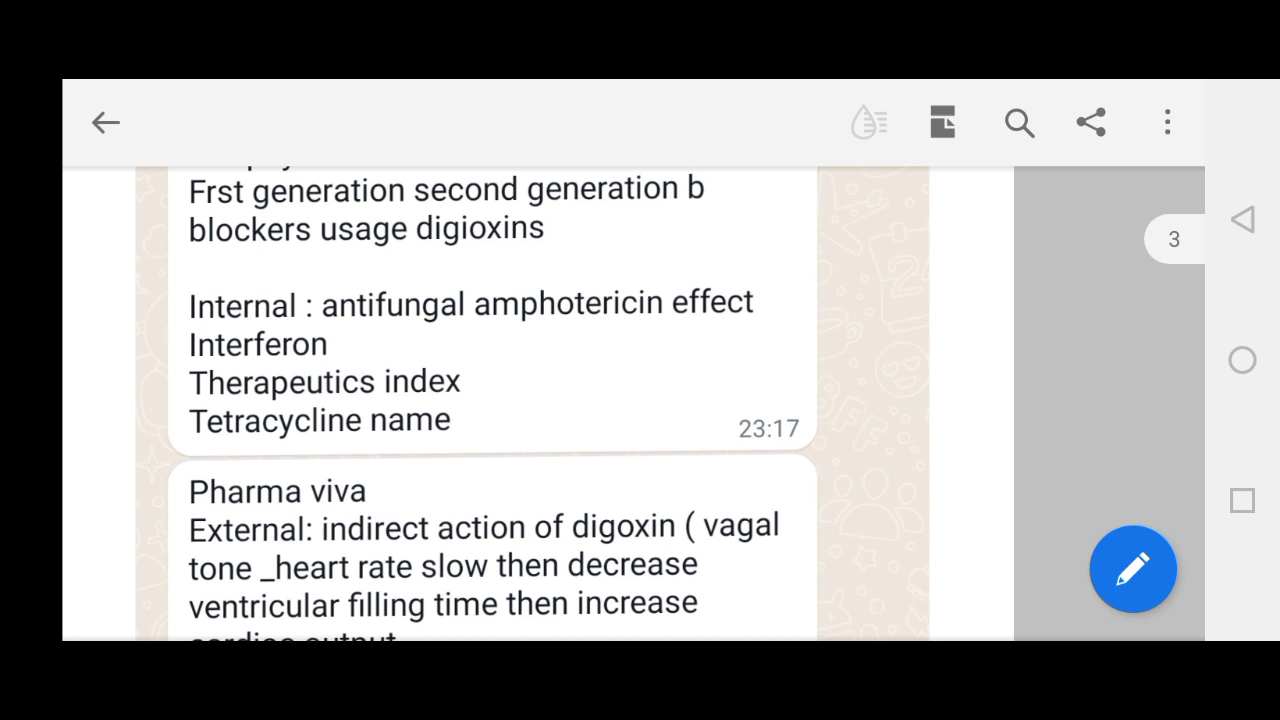 3
Frst generation second generation b
blockers usage digioxins
Internal : antifungal amphotericin effect
Interferon
Therapeutics index
Tetracycline name
23:17
Pharma viva
External: indirect action of digoxin ( vagal
tone _heart rate slow then decrease
ventricular filling time then increase
cardiac output